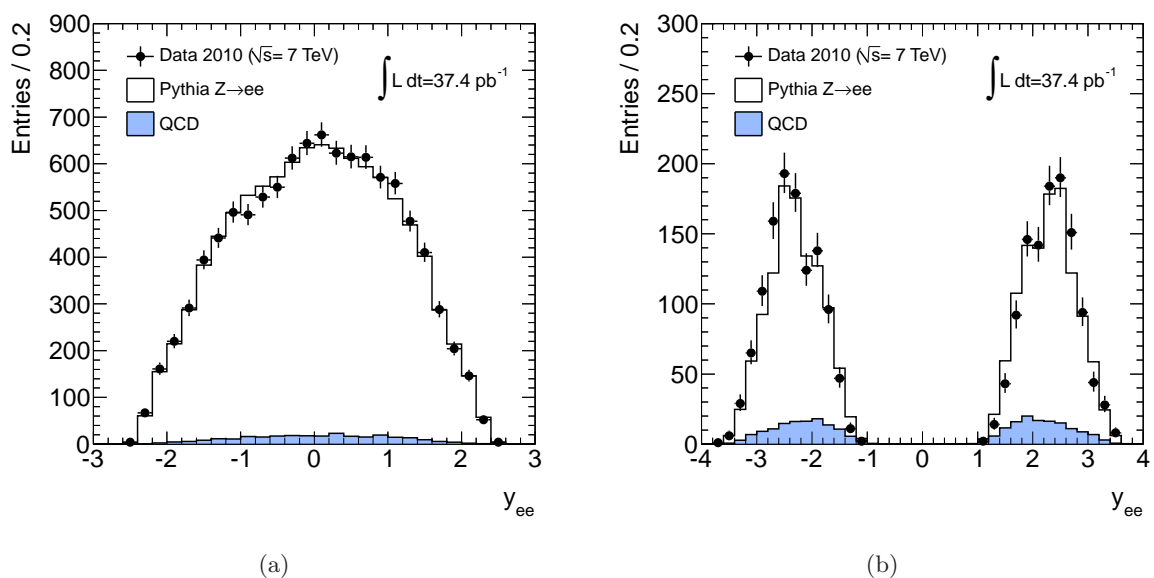 Entries / 0.2
900
800
700
600
500
400
300
200
100
0
-3 -2 -1 0 1 2 3
y_ee
Data 2010 (√s= 7 TeV)
Pythia Z→ee
QCD
∫ L dt=37.4 pb⁻¹
(a)
Entries / 0.2
300
250
200
150
100
50
0
-4 -3 -2 -1 0 1 2 3 4
y_ee
Data 2010 (√s= 7 TeV)
Pythia Z→ee
QCD
∫ L dt=37.4 pb⁻¹
(b)